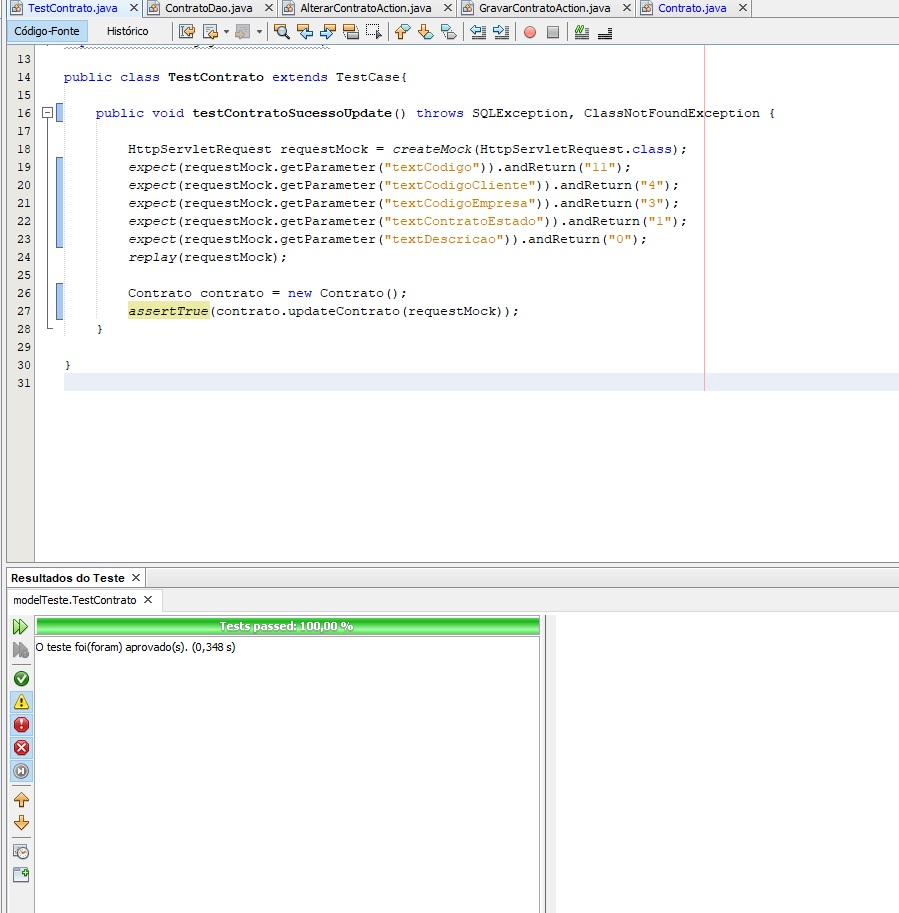 TestContrato.java ContratoDao.java AlterarContratoAction.java GravarContratoAction.java Contrato.java
Código-Fonte Histórico
13
14 public class TestContrato extends TestCase{
15
16 public void testContratoSucessoUpdate() throws SQLException, ClassNotFoundException {
17
18 HttpServletRequest requestMock = createMock(HttpServletRequest.class);
19 expect(requestMock.getParameter("textCodigo")).andReturn("11");
20 expect(requestMock.getParameter("textCodigoCliente")).andReturn("4");
21 expect(requestMock.getParameter("textCodigoEmpresa")).andReturn("3");
22 expect(requestMock.getParameter("textContratoEstado")).andReturn("1");
23 expect(requestMock.getParameter("textDescricao")).andReturn("0");
24 replay(requestMock);
25
26 Contrato contrato = new Contrato();
27 assertTrue(contrato.updateContrato(requestMock));
28 }
29
30 }
31
Resultados do Teste
modelTeste.TestContrato
Tests passed: 100,00 %
O teste foi(foram) aprovado(s). (0,348 s)